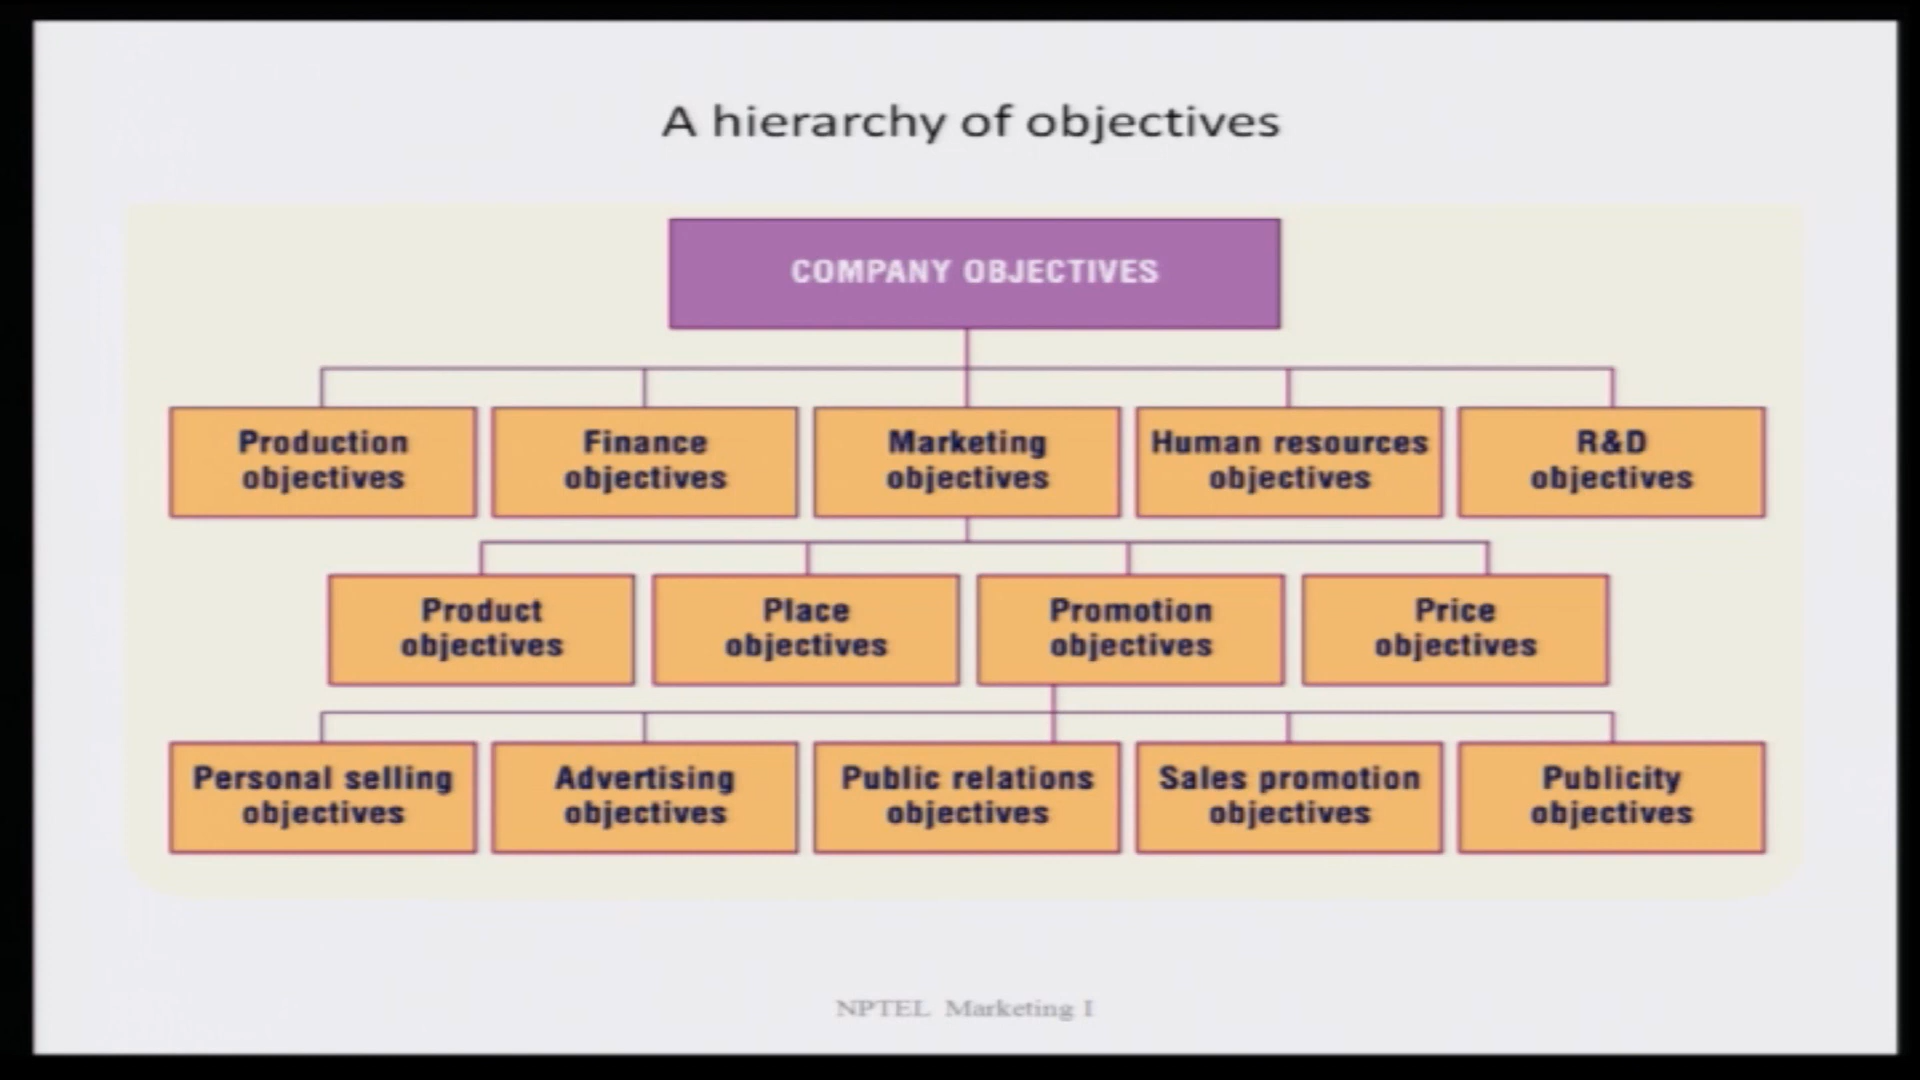 A hierarchy of objectives
COMPANY OBJECTIVES
Production
objectives
Finance
objectives
Marketing
objectives
Human resources
objectives
R&D
objectives
Product
objectives
Place
objectives
Promotion
objectives
Price
objectives
Personal selling
objectives
Advertising
objectives
Public relations
objectives
Sales promotion
objectives
Publicity
objectives
NPTEL Marketing I